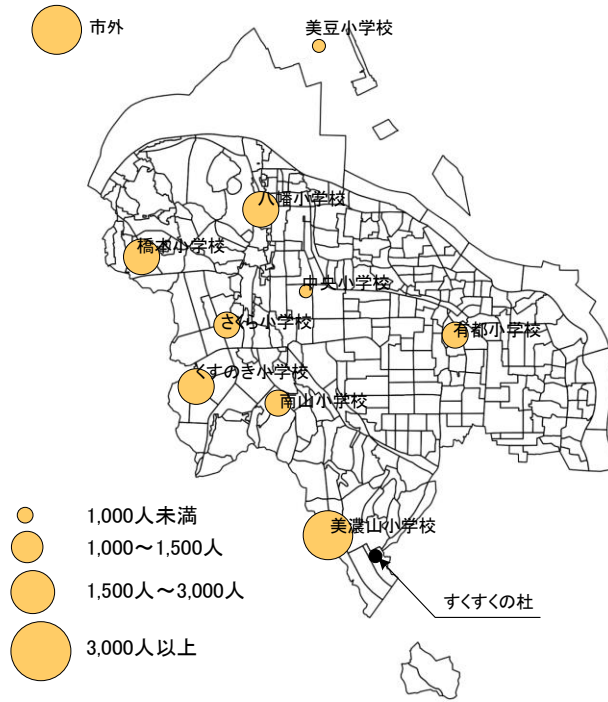 市外
美豆小学校
八幡小学校
橋本小学校
中央小学校
さくら小学校
有都小学校
くすのき小学校
南山小学校
美濃山小学校
すくすくの杜
1,000人未満
1,000～1,500人
1,500人～3,000人
3,000人以上